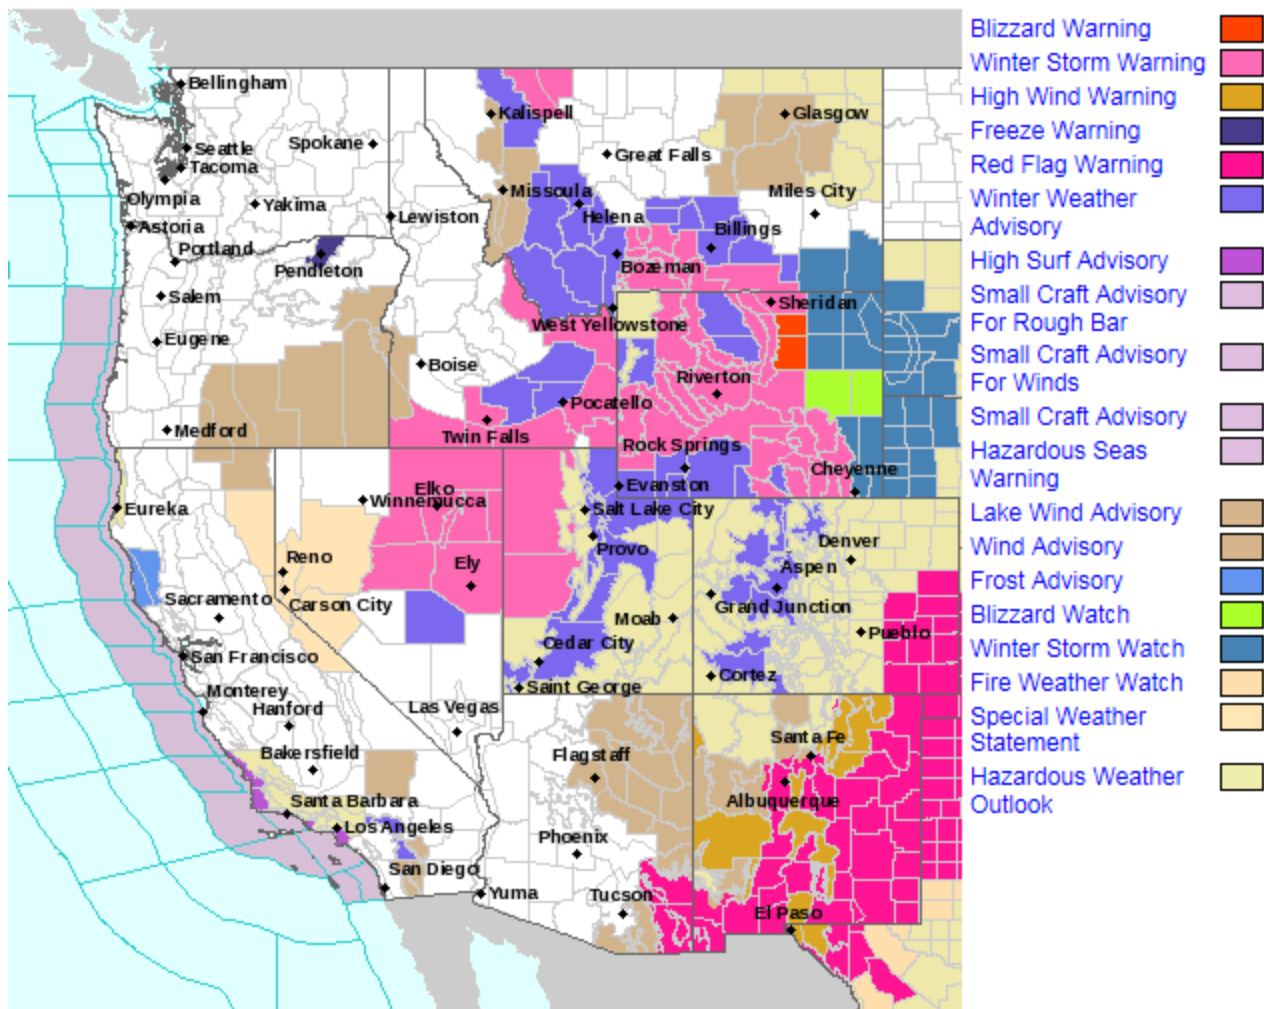 Bellingham
Seattle
Tacoma
Spokane
Olympia
Yakima
Astoria
Lewiston
Portland
Pendleton
Salem
Eugene
Medford
Kalispell
Great Falls
Glasgow
Missoula
Helena
Miles City
Billings
Bozeman
West Yellowstone
Sheridan
Boise
Pocatello
Twin Falls
Riverton
Rock Springs
Cheyenne
Evanston
Eureka
Winnemucca
Elko
Salt Lake City
Provo
Reno
Ely
Carson City
Sacramento
Denver
Aspen
Grand Junction
Moab
Pueblo
Cedar City
Cortez
Saint George
San Francisco
Monterey
Hanford
Las Vegas
Bakersfield
Flagstaff
Santa Fe
Santa Barbara
Albuquerque
Los Angeles
Phoenix
San Diego
Yuma
Tucson
El Paso
Blizzard Warning
Winter Storm Warning
High Wind Warning
Freeze Warning
Red Flag Warning
Winter Weather
Advisory
High Surf Advisory
Small Craft Advisory
For Rough Bar
Small Craft Advisory
For Winds
Small Craft Advisory
Hazardous Seas
Warning
Lake Wind Advisory
Wind Advisory
Frost Advisory
Blizzard Watch
Winter Storm Watch
Fire Weather Watch
Special Weather
Statement
Hazardous Weather
Outlook